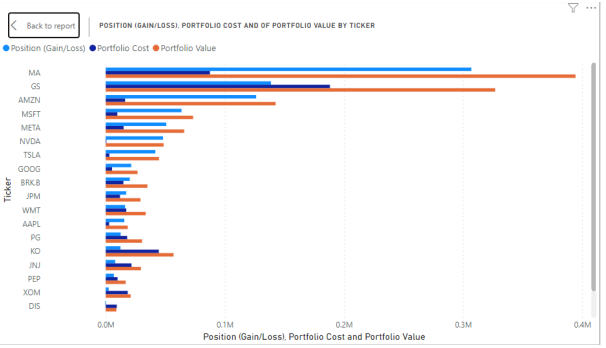 Back to report
POSITION (GAIN/LOSS), PORTFOLIO COST AND OF PORTFOLIO VALUE BY TICKER
Position (Gain/Loss) Portfolio Cost Portfolio Value
MA
GS
AMZN
MSFT
META
NVDA
TSLA
GOOG
BRK.B
JPM
WMT
AAPL
PG
KO
JNJ
PEP
XOM
DIS
Ticker
0.0M 0.1M 0.2M 0.3M 0.4M
Position (Gain/Loss), Portfolio Cost and Portfolio Value